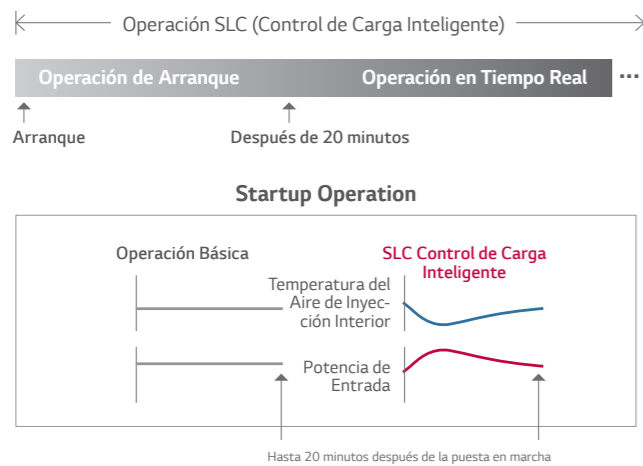 Operación SLC (Control de Carga Inteligente)
Operación de Arranque
Operación en Tiempo Real
...
Arranque
Después de 20 minutos
Startup Operation
Operación Básica
SLC Control de Carga
Inteligente
Temperatura del
Aire de Inyec-
ción Interior
Potencia de
Entrada
Hasta 20 minutos después de la puesta en marcha